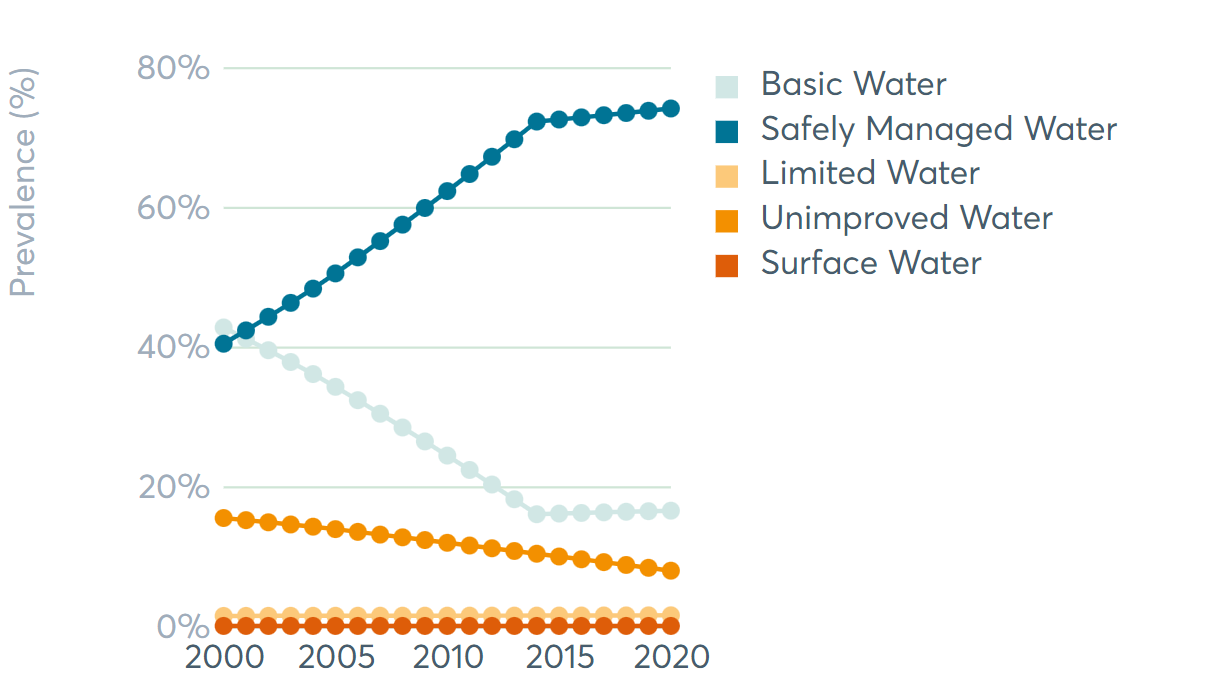 Prevalence (%)
80%
60%
40%
20%
0%
2000 2005 2010 2015 2020
Basic Water
Safely Managed Water
Limited Water
Unimproved Water
Surface Water